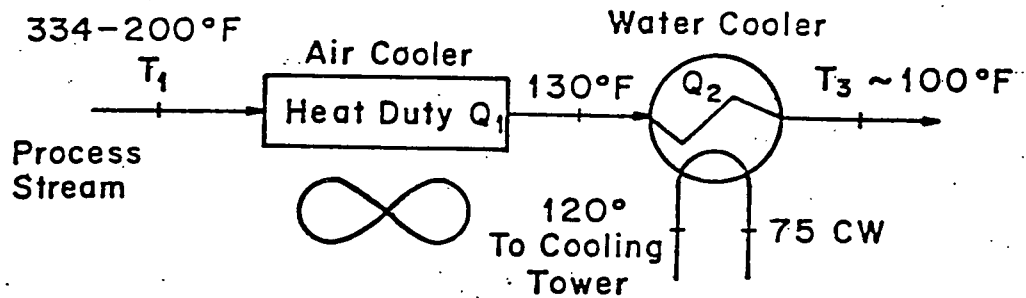 334-200°F
T₁
Process
Stream
Air Cooler
Heat Duty Q₁
130°F
Water Cooler
Q₂
T₃ ~100°F
120°
To Cooling
Tower
75 CW